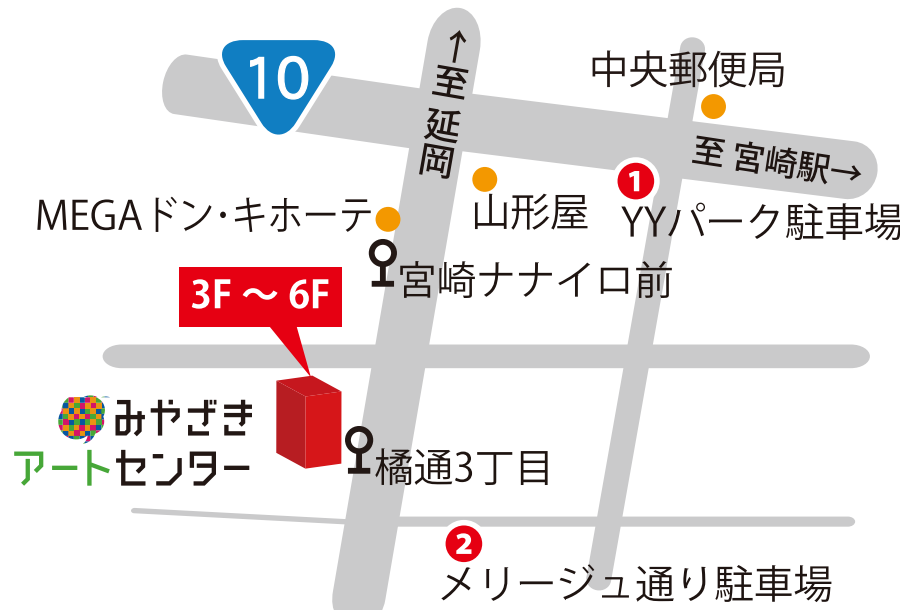 10
↑至 延岡
中央郵便局
至 宮崎駅→
1
YYパーク駐車場
山形屋
MEGAドン・キホーテ
宮崎ナナイロ前
3F 〜 6F
みやざき
アートセンター
橘通3丁目
2
メリージュ通り駐車場